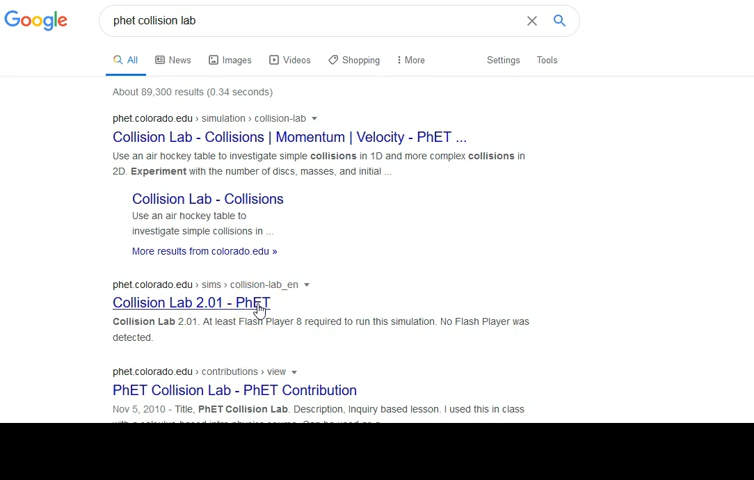 Google
phet collision lab
All News Images Videos Shopping More Settings Tools
About 89,300 results (0.34 seconds)
phet.colorado.edu › simulation › collision-lab
Collision Lab - Collisions | Momentum | Velocity - PhET ...
Use an air hockey table to investigate simple collisions in 1D and more complex collisions in
2D. Experiment with the number of discs, masses, and initial ...
Collision Lab - Collisions
Use an air hockey table to
investigate simple collisions in ...
More results from colorado.edu »
phet.colorado.edu › sims › collision-lab_en
Collision Lab 2.01 - PhET
Collision Lab 2.01. At least Flash Player 8 required to run this simulation. No Flash Player was
detected.
phet.colorado.edu › contributions › view
PhET Collision Lab - PhET Contribution
Nov 5, 2010 - Title, PhET Collision Lab. Description, Inquiry based lesson. I used this in class